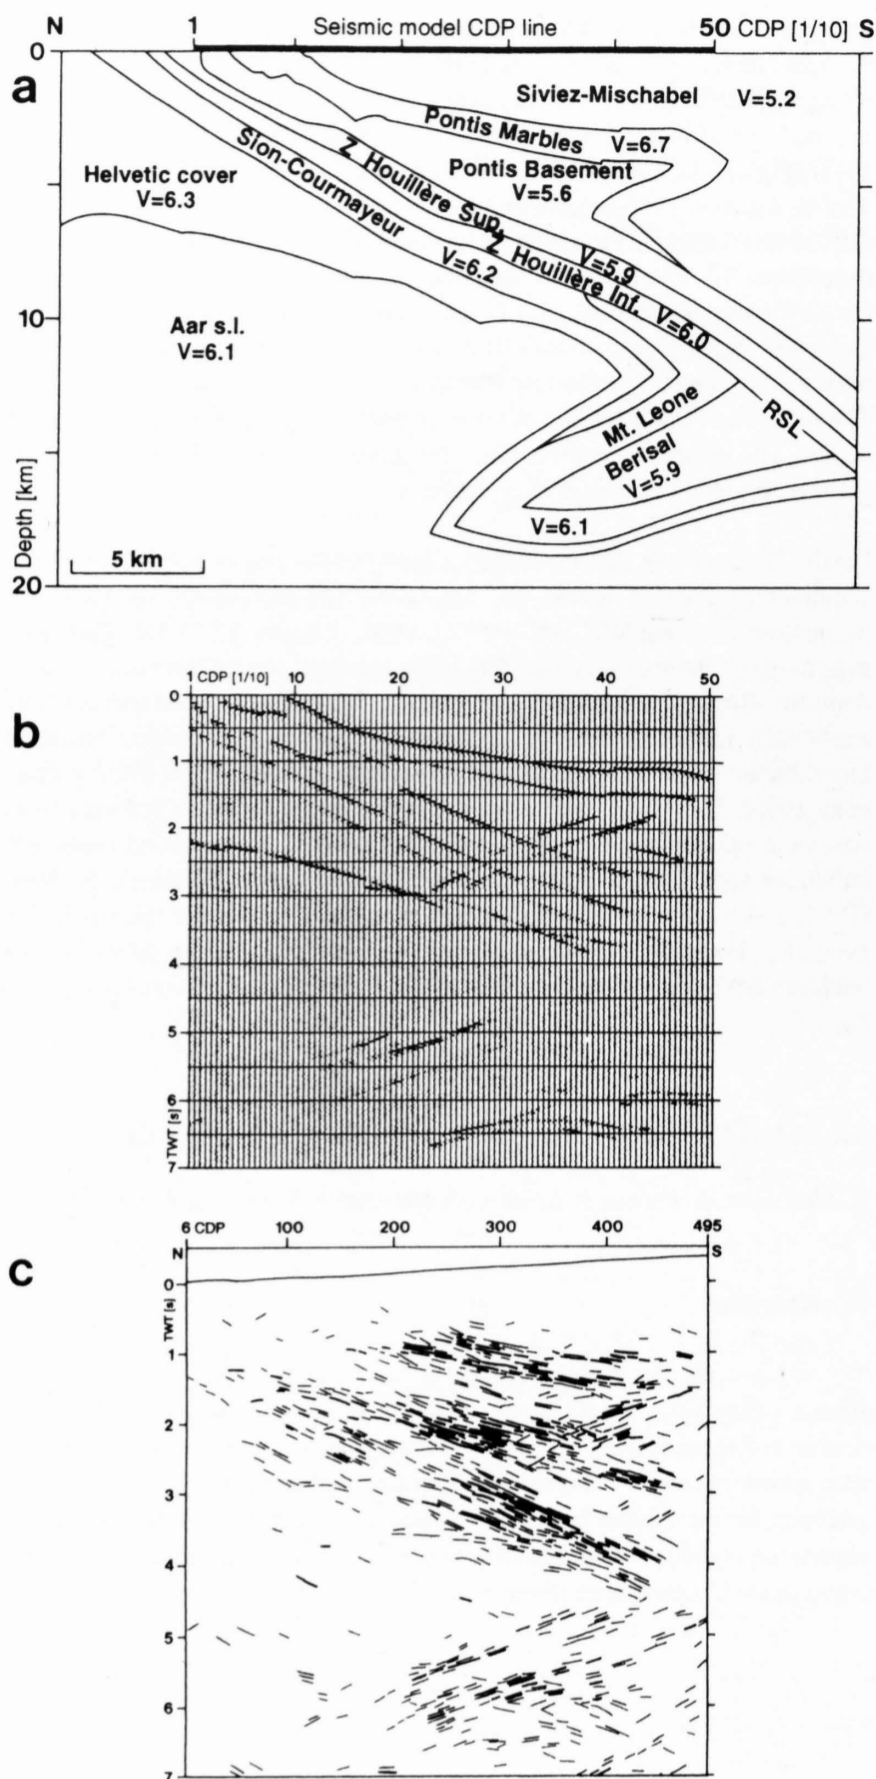 N 1 Seismic model CDP line 50 CDP [1/10] S
0
a
Siviez-Mischabel V=5.2
Pontis Marbles V=6.7
Z Houillère Sup.
Pontis Basement
V=5.6
Sion-Courmayeur
Helvetic cover
V=6.3
V=5.9
V=6.2
Z Houillère Inf. V=6.0
10
Aar s.l.
V=6.1
RSL
Mt. Leone
Berisal
V=5.9
V=6.1
Depth [km]
5 km
20
1 CDP [1/10] 10 20 30 40 50
b
0
1
2
3
4
5
6
7
TWT [s]
6 CDP 100 200 300 400 495
c
N S
0
TWT [s]
1
2
3
4
5
6
7